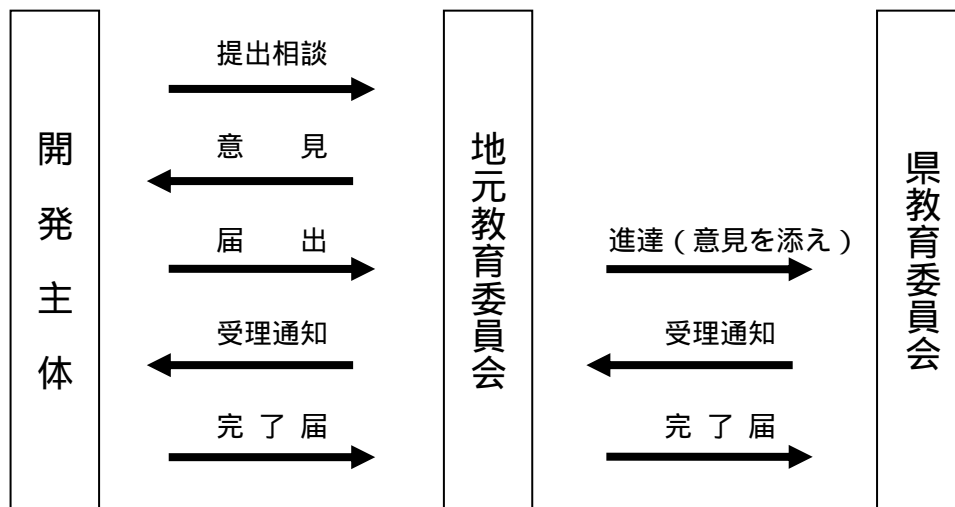 開発主体
提出相談
意見
届出
受理通知
完了届
地元教育委員会
進達（意見を添え）
受理通知
完了届
県教育委員会